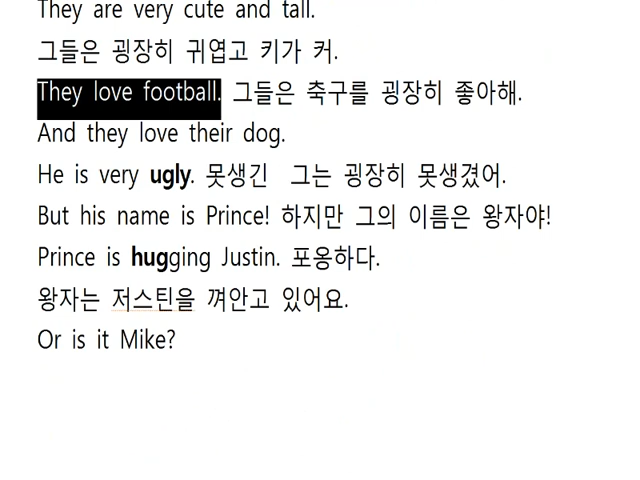 They are very cute and tall.
그들은 굉장히 귀엽고 키가 커.
They love football. 그들은 축구를 굉장히 좋아해.
And they love their dog.
He is very ugly. 못생긴 그는 굉장히 못생겼어.
But his name is Prince! 하지만 그의 이름은 왕자야!
Prince is hugging Justin. 포옹하다.
왕자는 저스틴을 껴안고 있어요.
Or is it Mike?